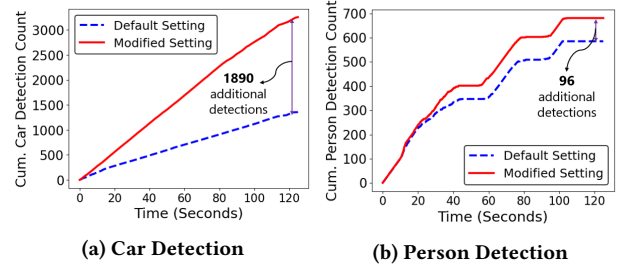 Cum. Car Detection Count
3000
2500
2000
1500
1000
500
0
Default Setting
Modified Setting
1890
additional
detections
0 20 40 60 80 100 120
Time (Seconds)
(a) Car Detection
Cum. Person Detection Count
700
600
500
400
300
200
100
0
96
additional
detections
Default Setting
Modified Setting
0 20 40 60 80 100 120
Time (Seconds)
(b) Person Detection